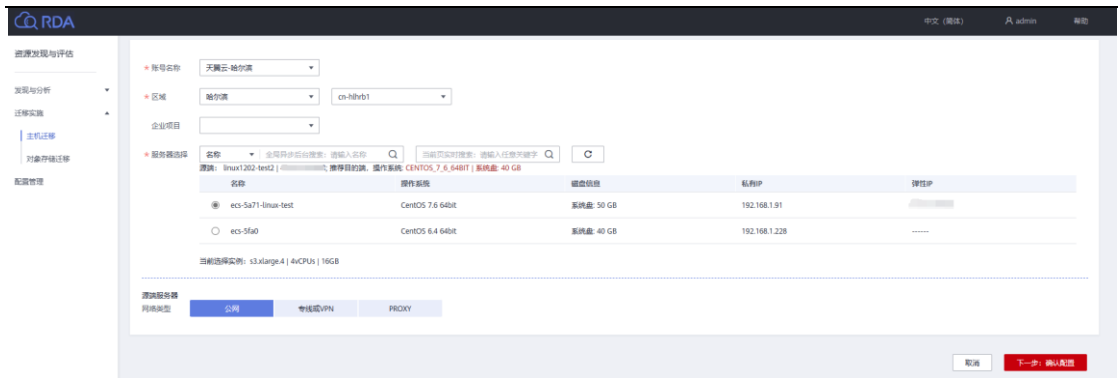 RDA
中文 (简体)
admin
帮助
资源发现与评估
发现与分析
迁移实施
主机迁移
对象存储迁移
配置管理
* 账号名称 天翼云-哈尔滨
* 区域 哈尔滨 cn-hlhrb1
企业项目
* 服务器选择 名称 全局异步后台搜索：请输入名称 当前页实时搜索：请输入任意关键字
源端： linux1202-test2 | 推荐目的端，操作系统: CENTOS_7_6_64BIT | 系统盘: 40 GB
名称 操作系统 磁盘信息 私有IP 弹性IP
ecs-5a71-linux-test CentOS 7.6 64bit 系统盘: 50 GB 192.168.1.91
ecs-5fa0 CentOS 6.4 64bit 系统盘: 40 GB 192.168.1.228 ------
当前选择实例：s3.xlarge.4 | 4vCPUs | 16GB
源端服务器
网络类型 公网 专线或VPN PROXY
取消 下一步：确认配置